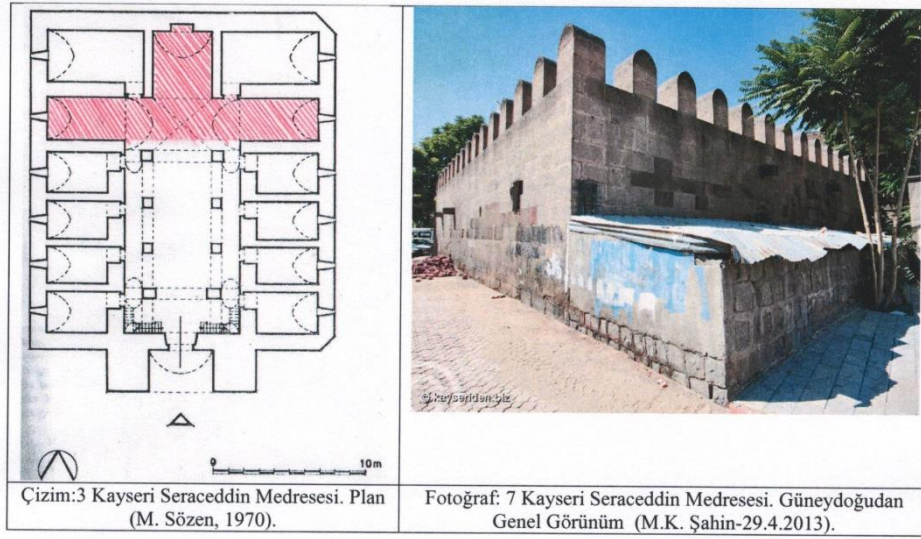 0
10m
© kayseriden.biz
Çizim:3 Kayseri Seraceddin Medresesi. Plan
(M. Sözen, 1970).
Fotoğraf: 7 Kayseri Seraceddin Medresesi. Güneydoğudan
Genel Görünüm (M.K. Şahin-29.4.2013).